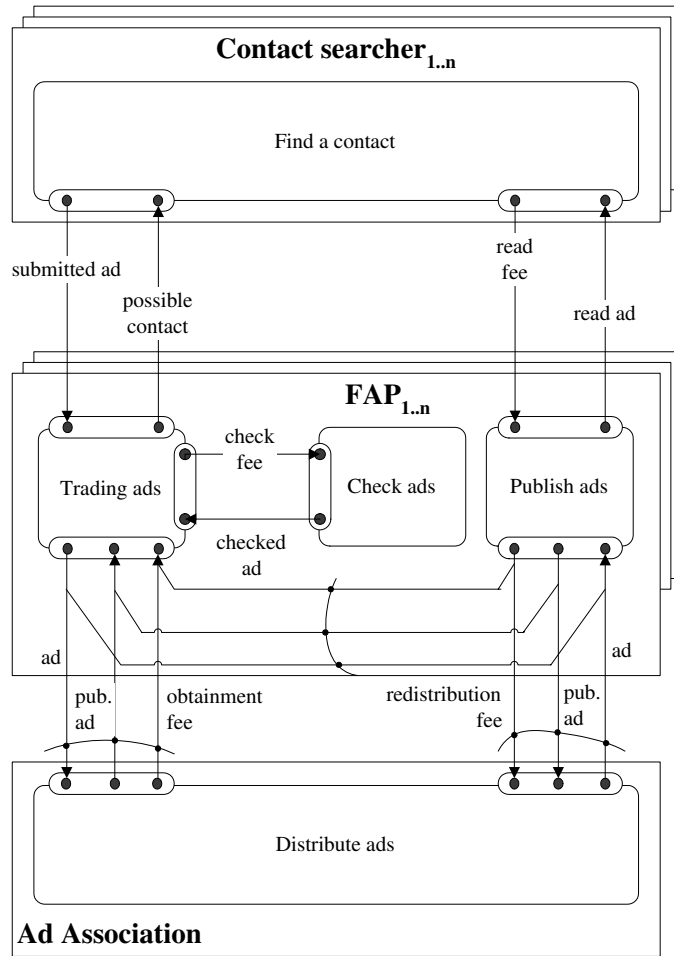 Contact searcher1..n
Find a contact
submitted ad
possible
contact
read
fee
read ad
FAP1..n
Trading ads
check
fee
Check ads
checked
ad
Publish ads
ad
pub.
ad
obtainment
fee
redistribution
fee
pub.
ad
ad
Distribute ads
Ad Association